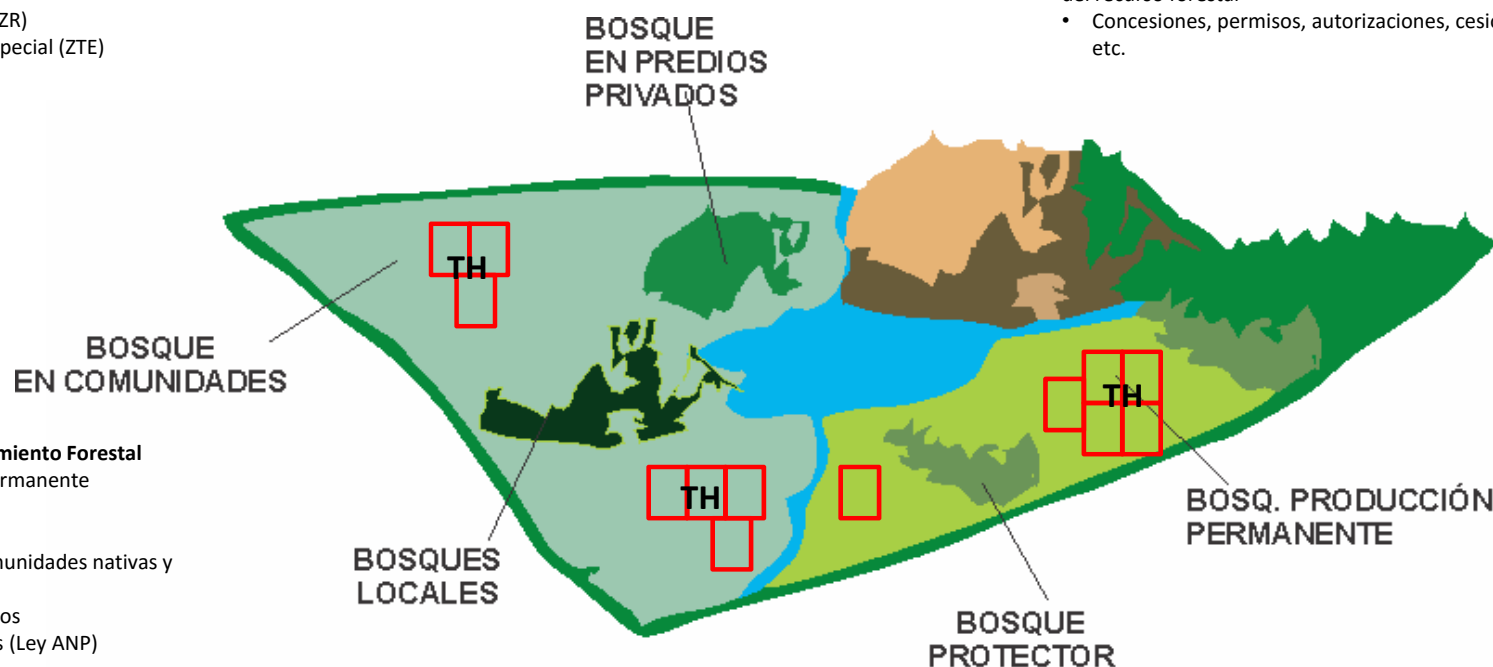 ZR)
pecial (ZTE)
BOSQUE
EN PREDIOS
PRIVADOS
• Concesiones, permisos, autorizaciones,
etc.
TH
BOSQUE
EN COMUNIDADES
TH
miento Forestal
rmanente
TH
BOSQ. PRODUCCIÓN
PERMANENTE
munidades nativas y
BOSQUES
LOCALES
os
s (Ley ANP)
BOSQUE
PROTECTOR